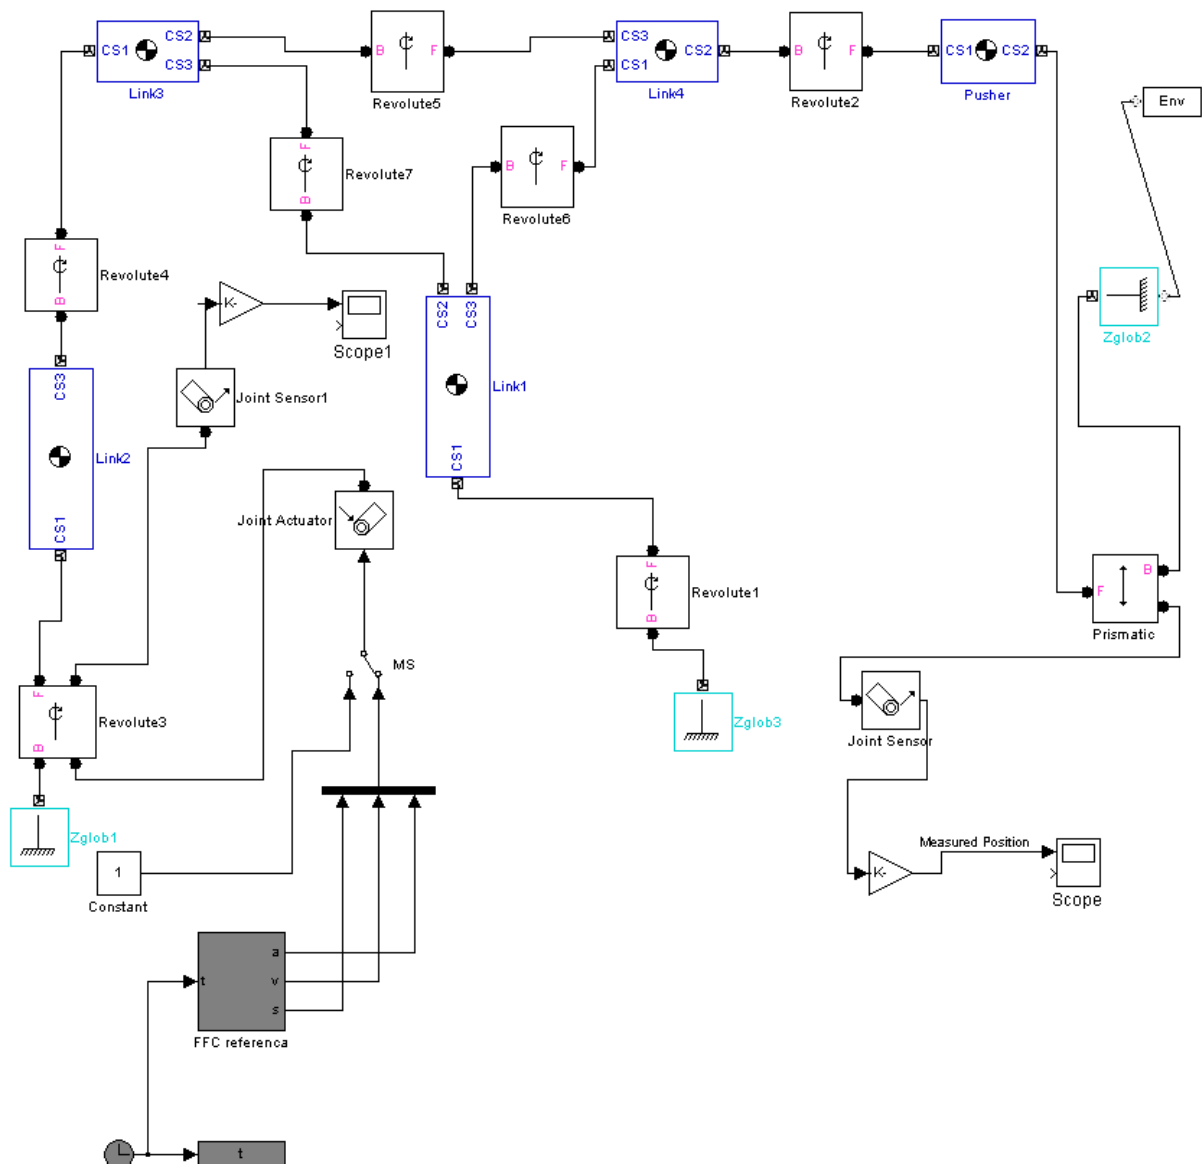 CS1
CS2
CS3
Link3
B
F
Revolute5
CS3
CS1
CS2
Link4
B
F
Revolute2
CS1
CS2
Pusher
Env
F
B
Revolute7
B
F
Revolute6
F
B
Revolute4
K-
Scope1
CS2
CS3
CS1
Link1
Zglob2
CS3
CS1
Link2
Joint Sensor1
Joint Actuator
F
B
Revolute1
B
F
Prismatic
MS
F
B
Revolute3
Zglob3
Joint Sensor
Zglob1
1
Constant
Measured Position
K-
Scope
t
a
v
s
FFC referenca
t